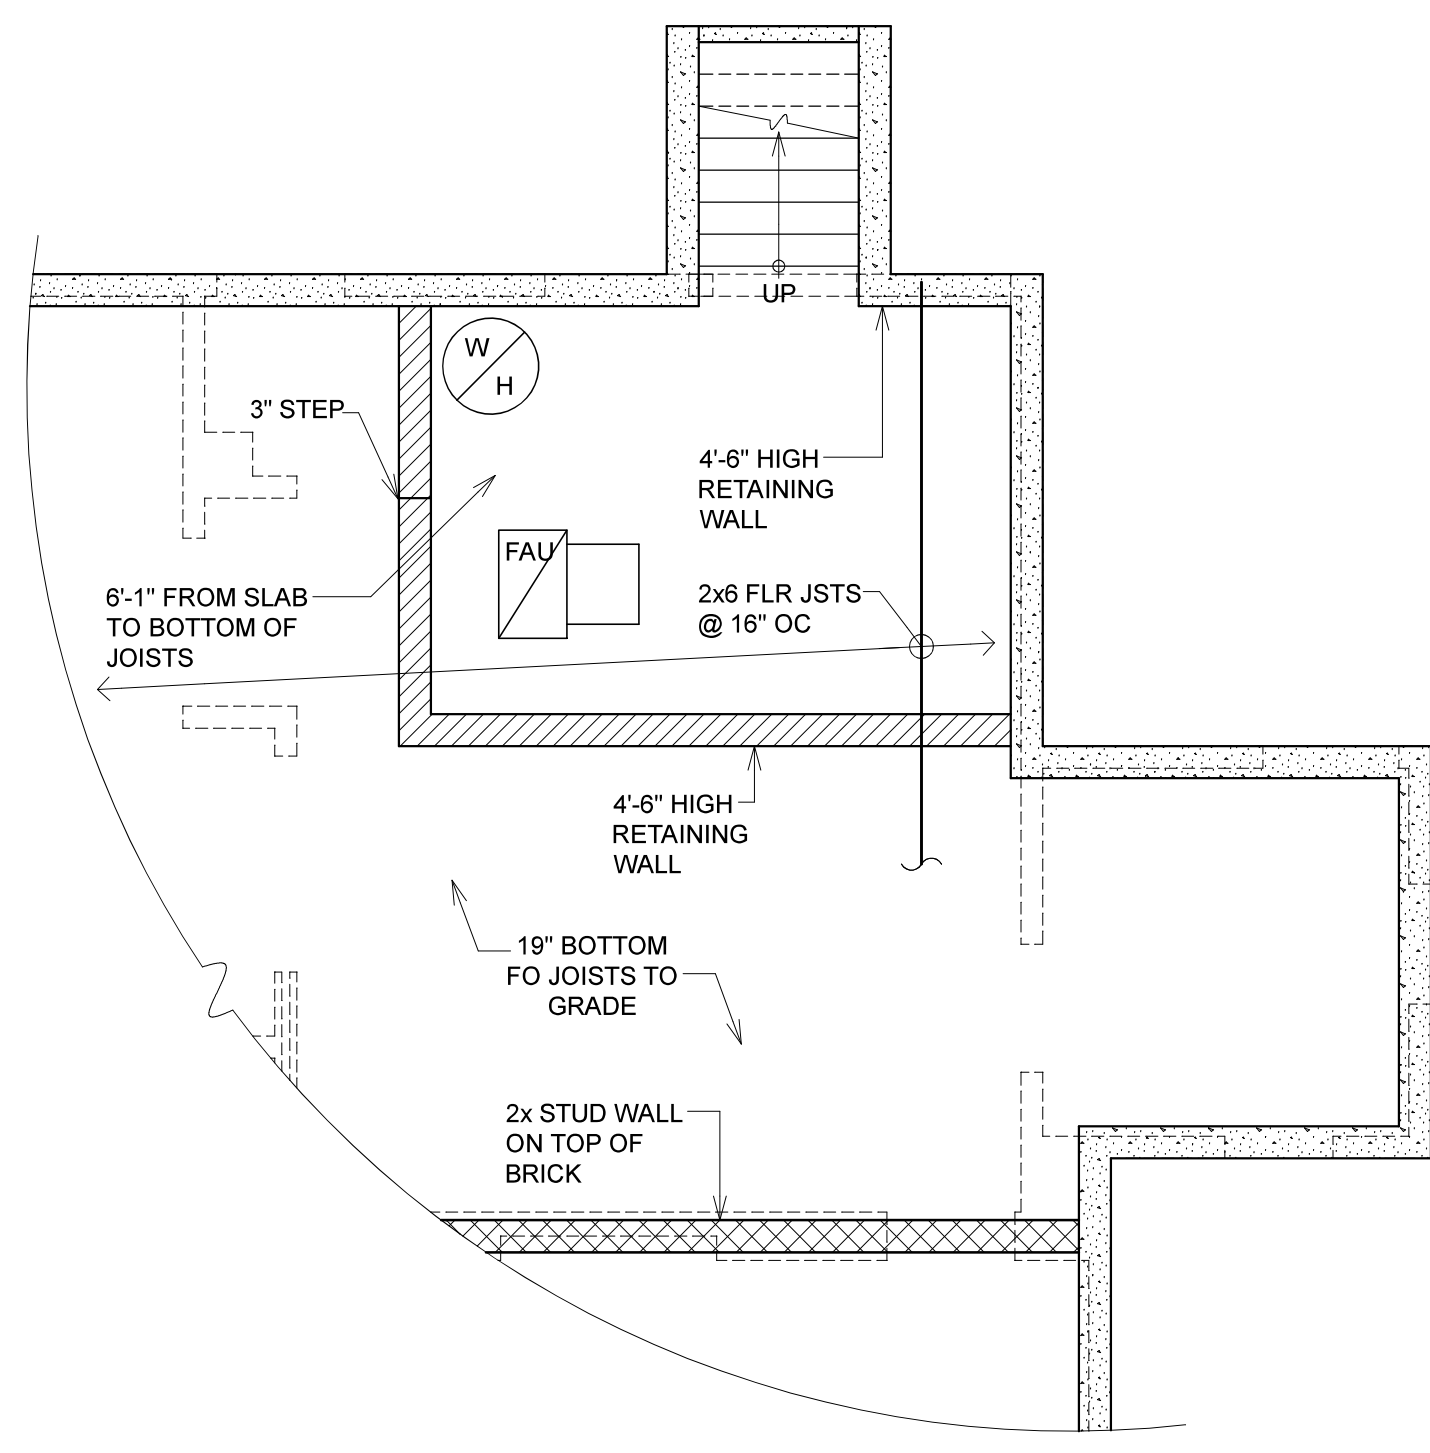 UP
W
H
3" STEP
4'-6" HIGH
RETAINING
WALL
FAU
6'-1" FROM SLAB
TO BOTTOM OF
JOISTS
2x6 FLR JSTS
@ 16" OC
4'-6" HIGH
RETAINING
WALL
19" BOTTOM
FO JOISTS TO
GRADE
2x STUD WALL
ON TOP OF
BRICK